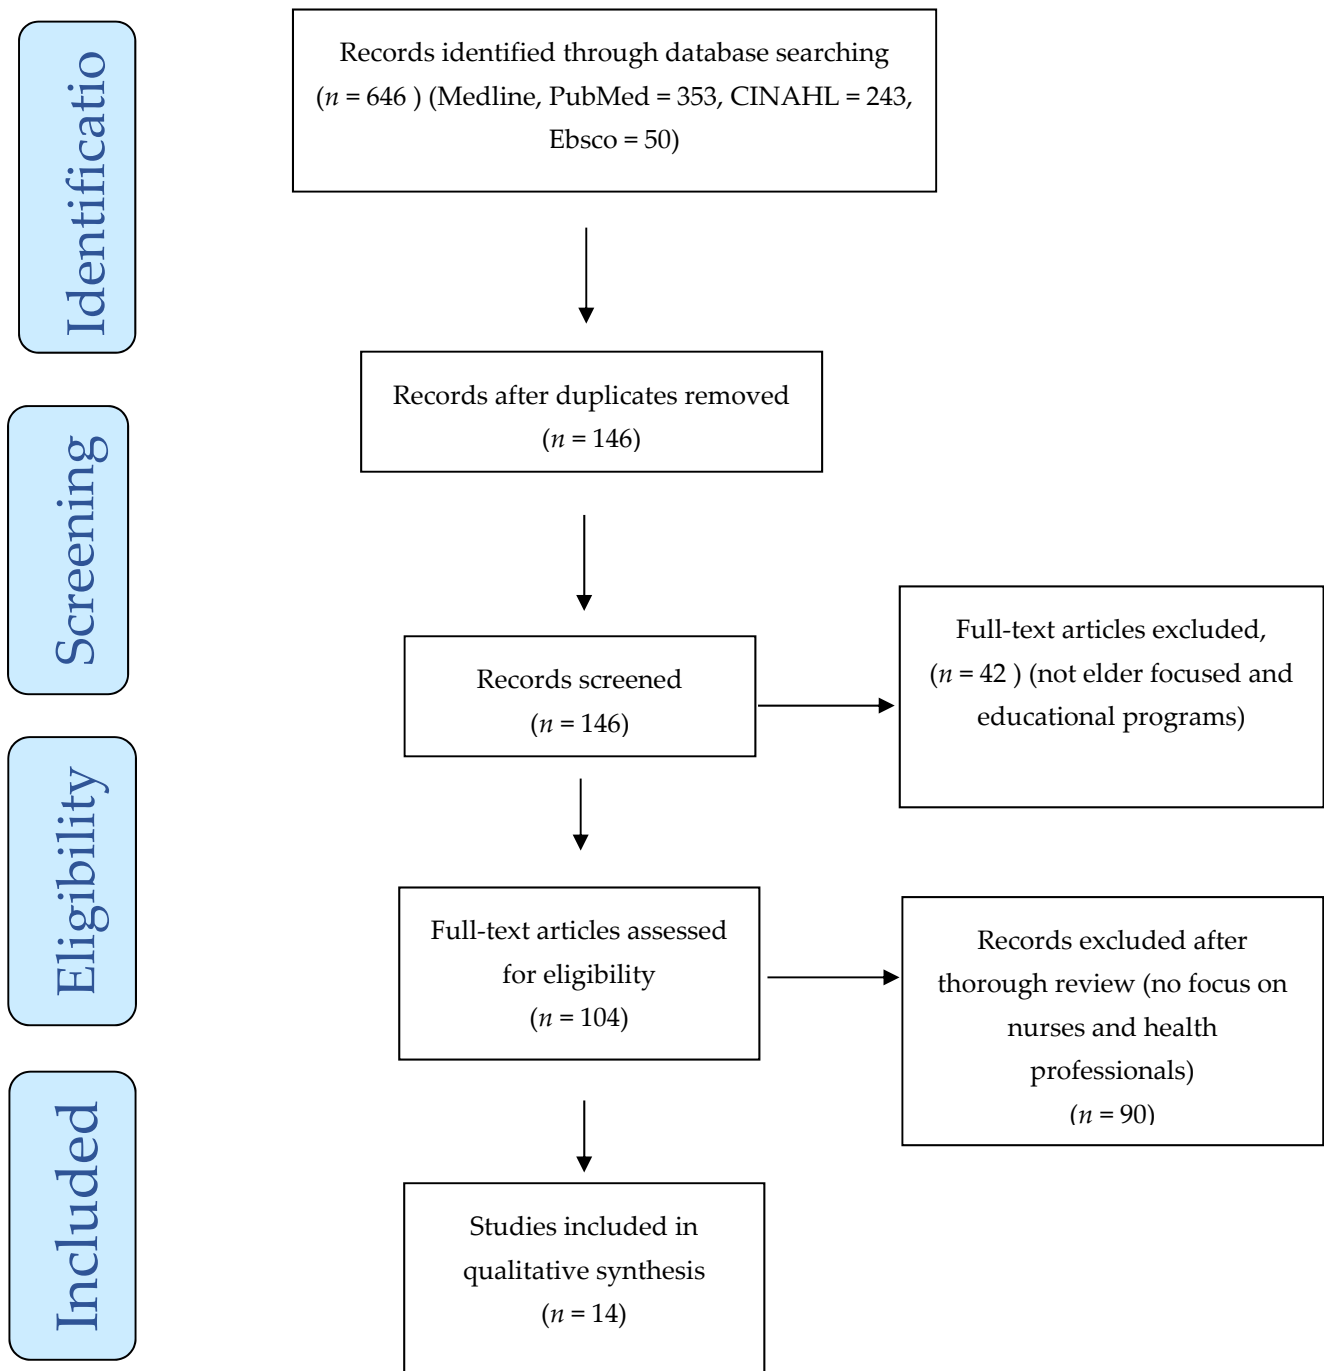 Identificatio
Records identified through database searching
(n = 646 ) (Medline, PubMed = 353, CINAHL = 243,
Ebsco = 50)
Records after duplicates removed
(n = 146)
Screening
Records screened
(n = 146)
Full-text articles excluded,
(n = 42 ) (not elder focused and
educational programs)
Eligibility
Full-text articles assessed
for eligibility
(n = 104)
Records excluded after
thorough review (no focus on
nurses and health
professionals)
(n = 90)
Included
Studies included in
qualitative synthesis
(n = 14)